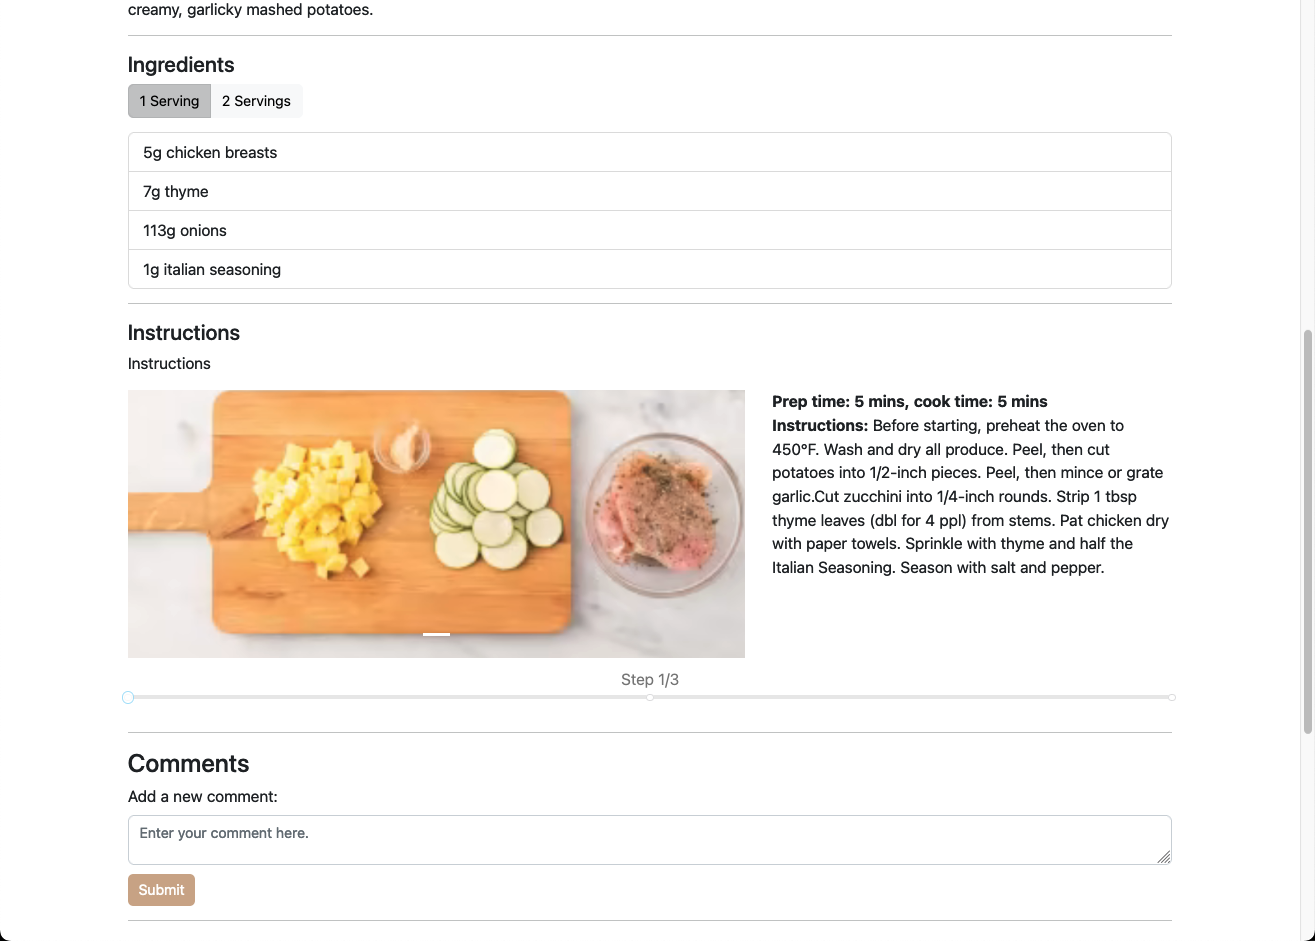 creamy, garlicky mashed potatoes.
Ingredients
1 Serving 2 Servings
5g chicken breasts
7g thyme
113g onions
1g italian seasoning
Instructions
Instructions
Prep time: 5 mins, cook time: 5 mins
Instructions: Before starting, preheat the oven to
450°F. Wash and dry all produce. Peel, then cut
potatoes into 1/2-inch pieces. Peel, then mince or grate
garlic.Cut zucchini into 1/4-inch rounds. Strip 1 tbsp
thyme leaves (dbl for 4 ppl) from stems. Pat chicken dry
with paper towels. Sprinkle with thyme and half the
Italian Seasoning. Season with salt and pepper.
Step 1/3
Comments
Add a new comment:
Enter your comment here.
Submit